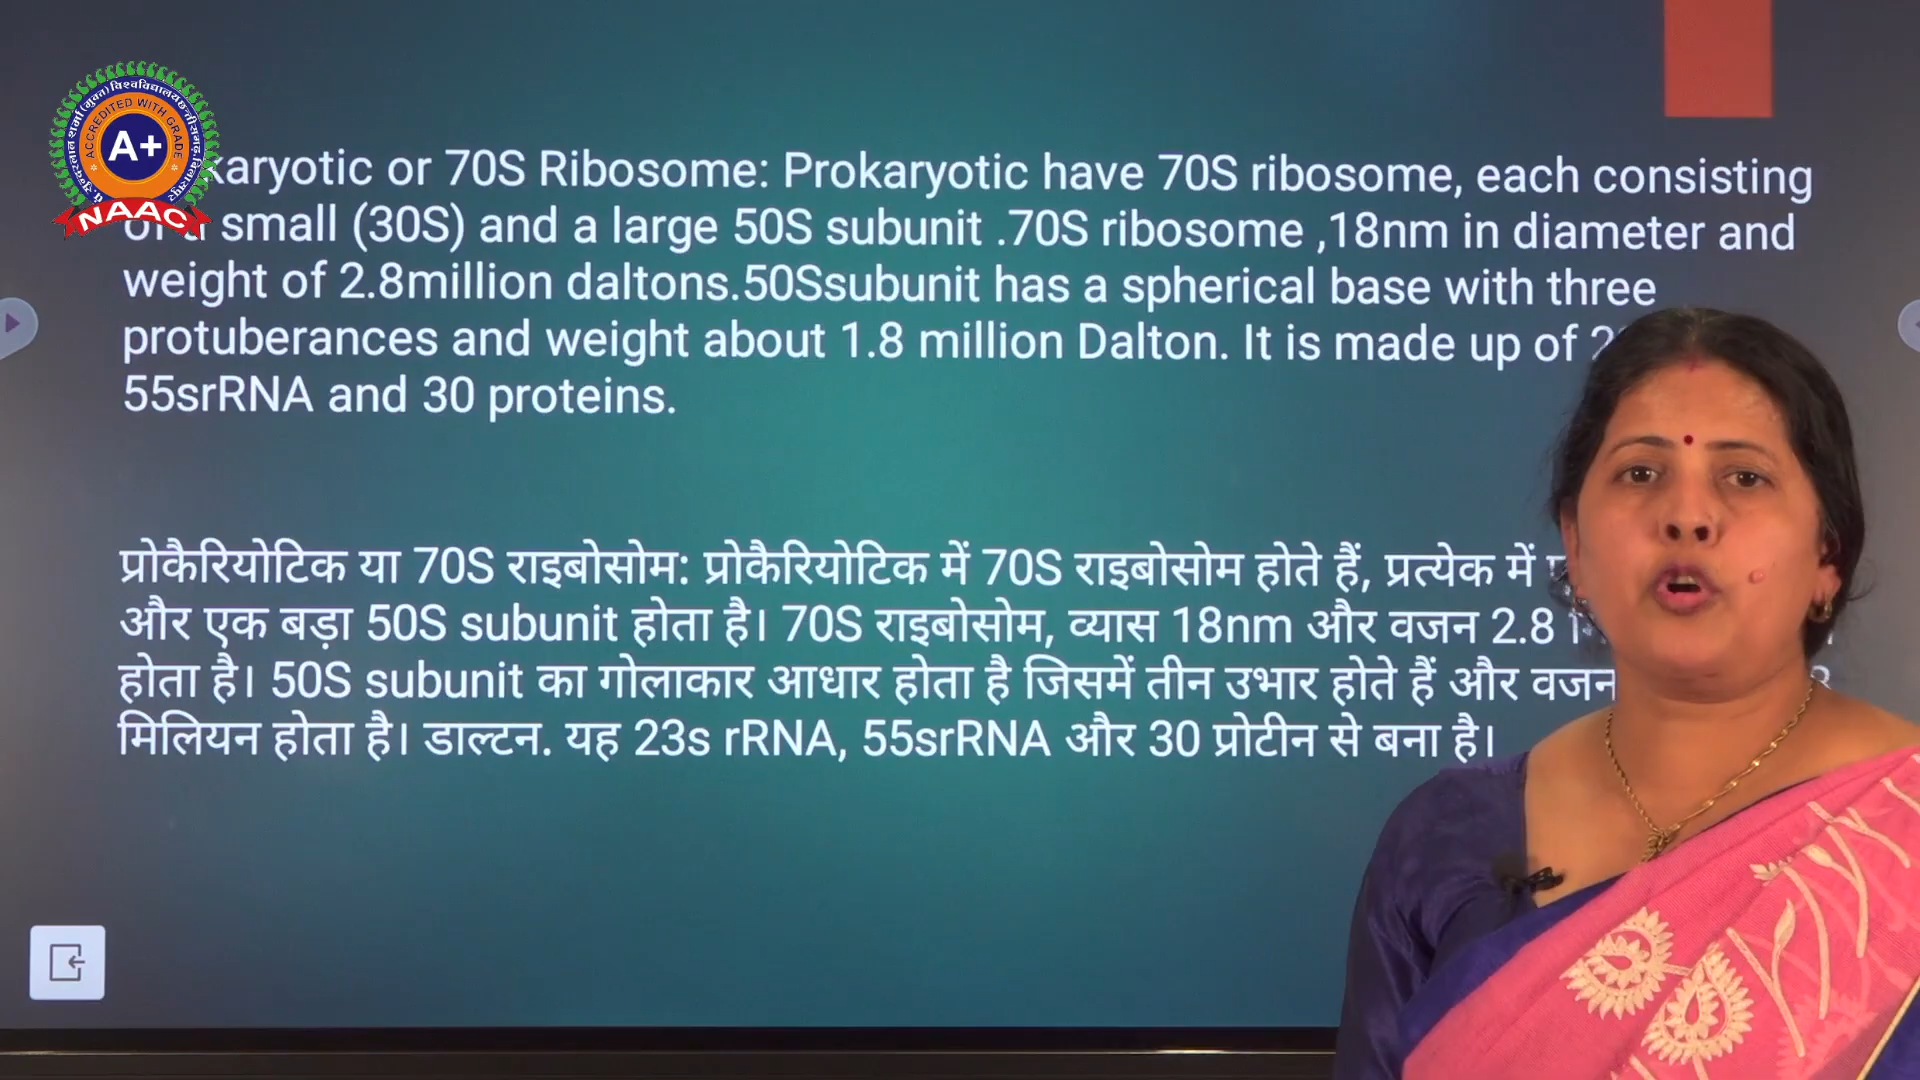 A+
ACCREDITED WITH GRADE
NAAC
karyotic or 70S Ribosome: Prokaryotic have 70S ribosome, each consisting
small (30S) and a large 50S subunit .70S ribosome ,18nm in diameter and
weight of 2.8million daltons.50Ssubunit has a spherical base with three
protuberances and weight about 1.8 million Dalton. It is made up of
55srRNA and 30 proteins.
प्रोकैरियोटिक या 70S राइबोसोम: प्रोकैरियोटिक में 70S राइबोसोम होते हैं, प्रत्येक में
और एक बड़ा 50S subunit होता है। 70S राइबोसोम, व्यास 18nm और वजन 2.8
होता है। 50S subunit का गोलाकार आधार होता है जिसमें तीन उभार होते हैं और वजन
मिलियन होता है। डाल्टन. यह 23s rRNA, 55srRNA और 30 प्रोटीन से बना है।